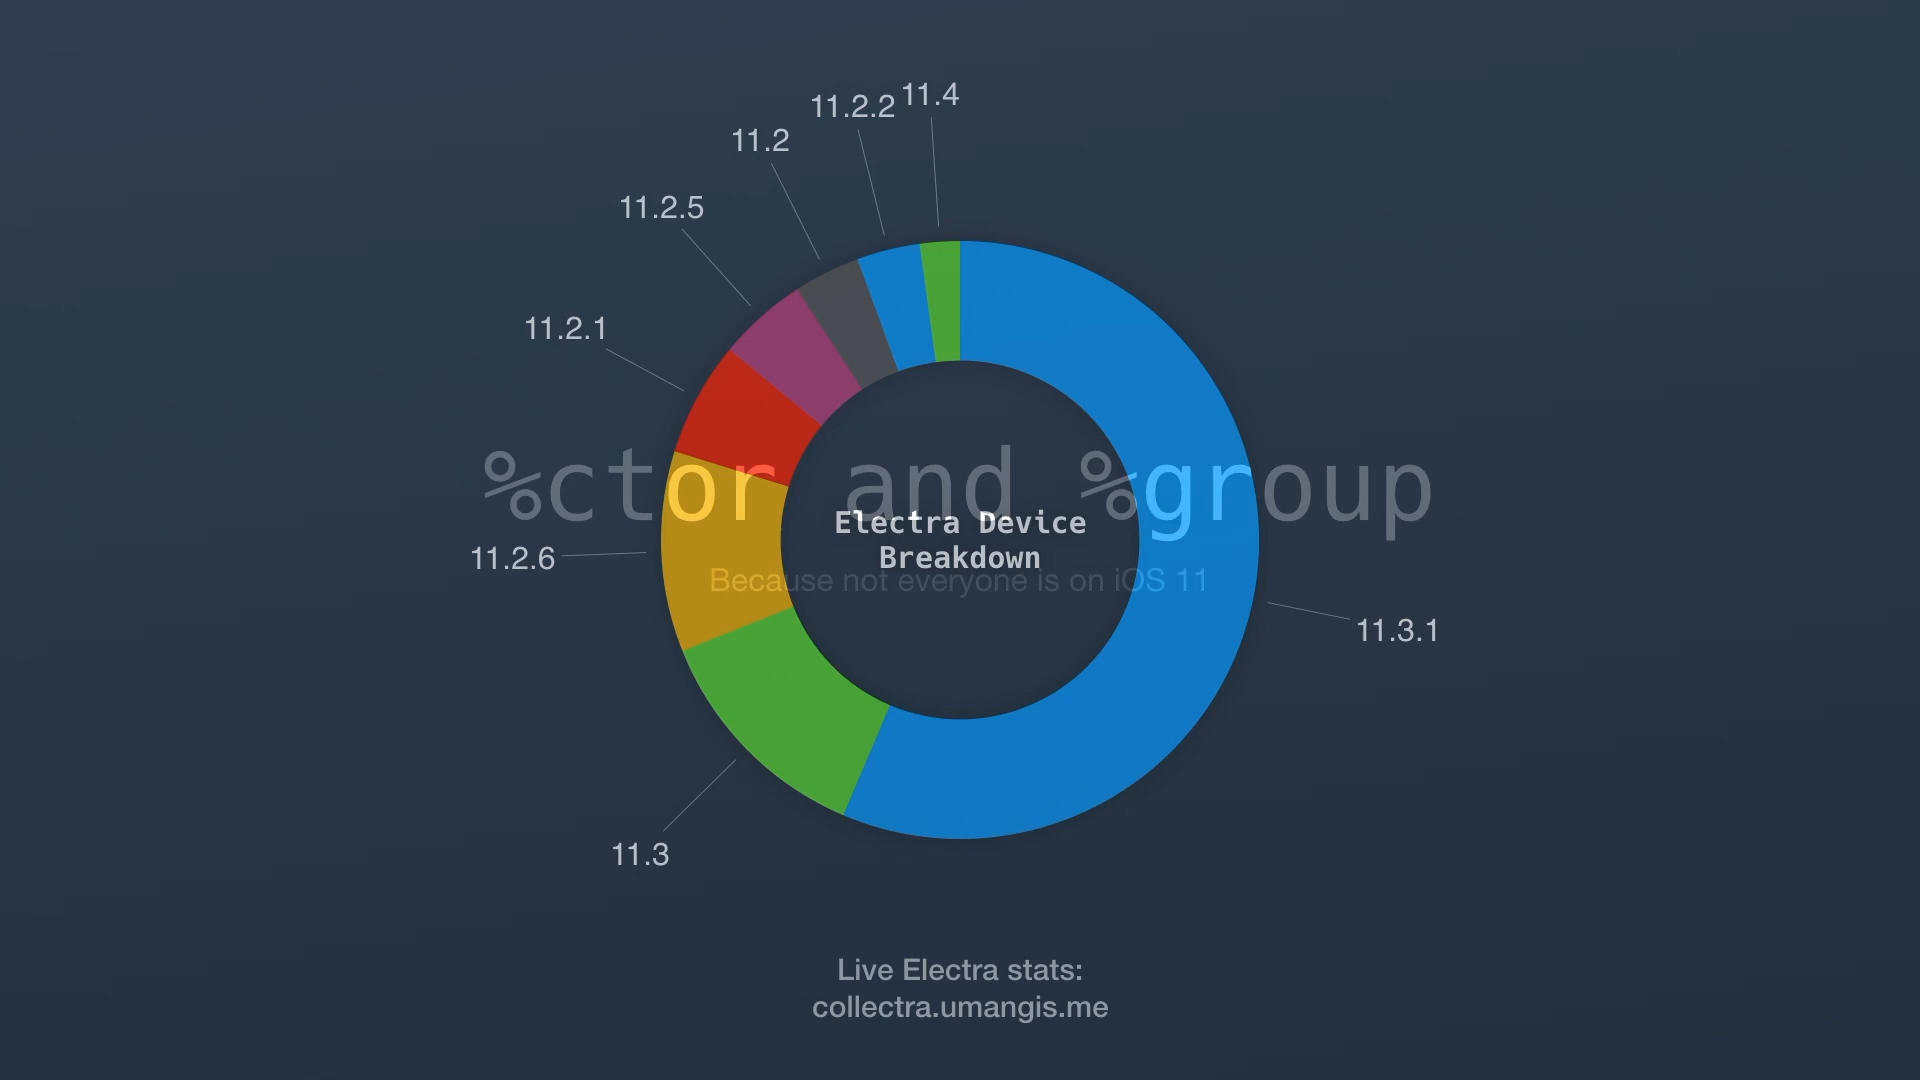 11.2.2 11.4
11.2
11.2.5
11.2.1
%ctor and %group
Electra Device
Breakdown
11.2.6
Because not everyone is on iOS 11
11.3.1
11.3
Live Electra stats:
collectra.umangis.me